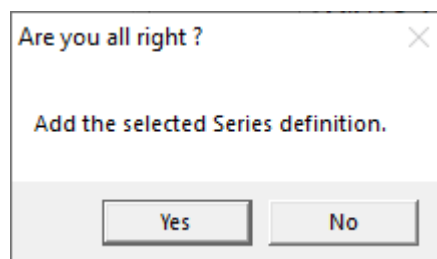 Are you all right ?
Add the selected Series definition.
Yes
No